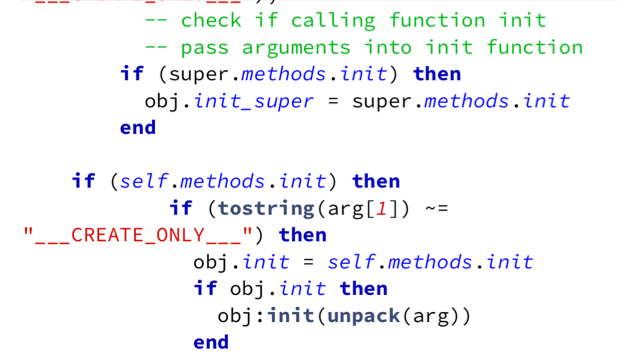 "___CREATE_ONLY___");
-- check if calling function init
-- pass arguments into init function
if (super.methods.init) then
obj.init_super = super.methods.init
end
if (self.methods.init) then
if (tostring(arg[1]) ~=
"___CREATE_ONLY___") then
obj.init = self.methods.init
if obj.init then
obj:init(unpack(arg))
end